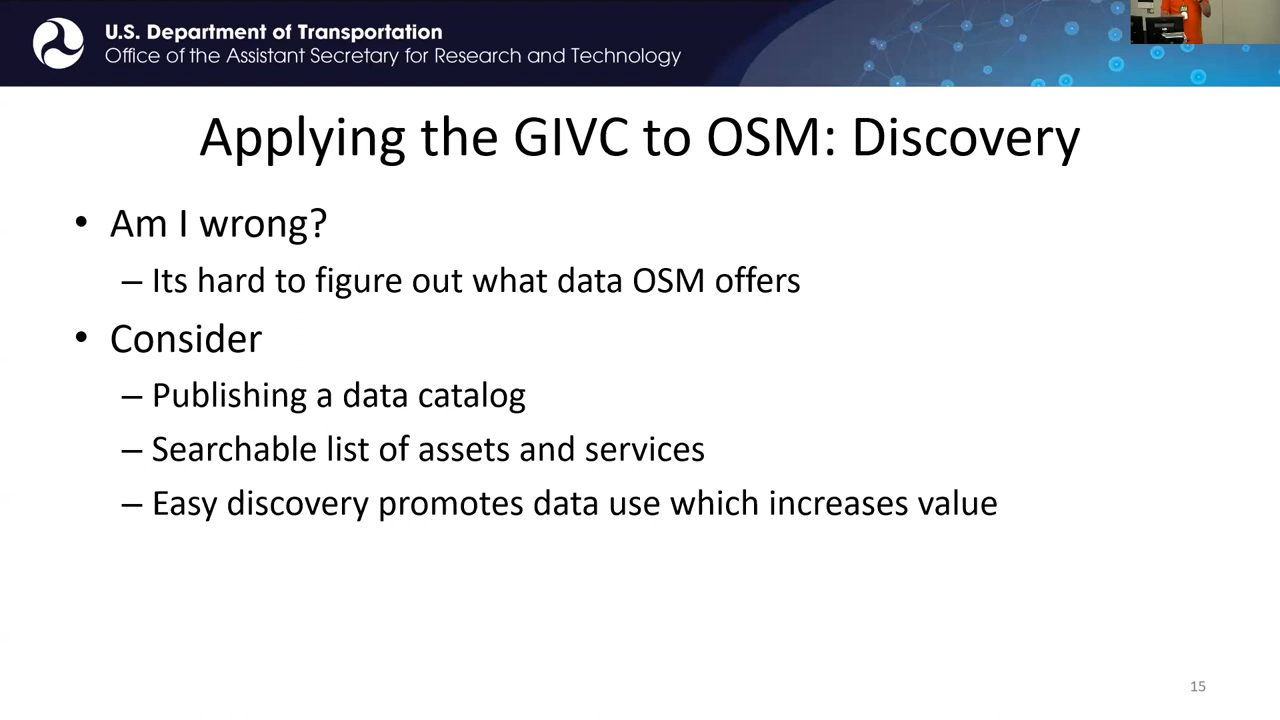 U.S. Department of Transportation
Office of the Assistant Secretary for Research and Technology
Applying the GIVC to OSM: Discovery
• Am I wrong?
– Its hard to figure out what data OSM offers
• Consider
– Publishing a data catalog
– Searchable list of assets and services
– Easy discovery promotes data use which increases value
15